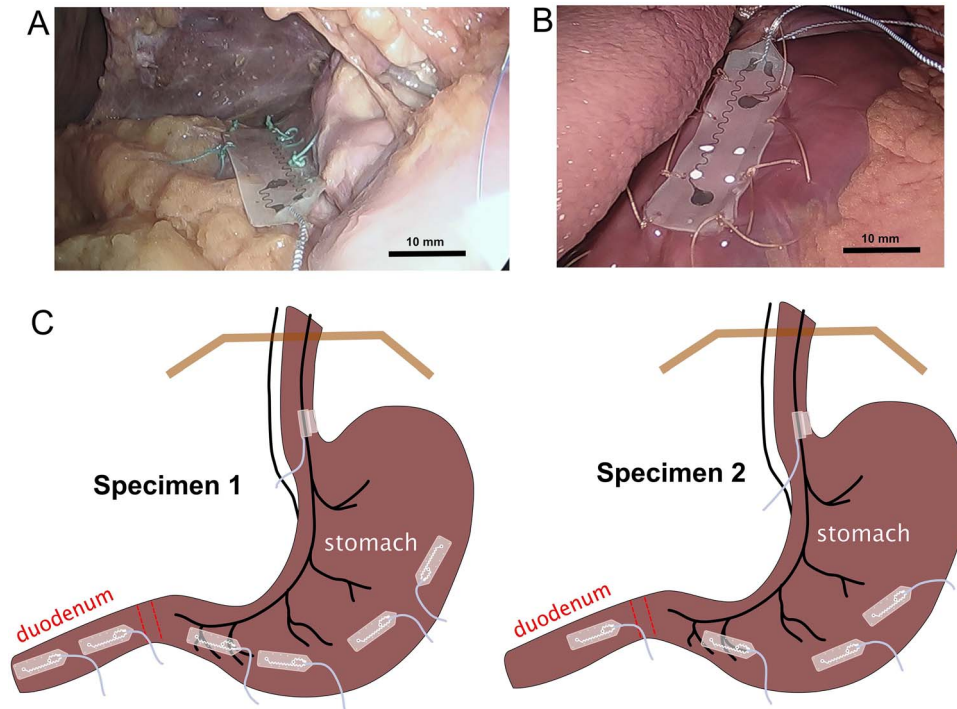 A
10 mm
B
10 mm
C
Specimen 1
stomach
duodenum
Specimen 2
stomach
duodenum